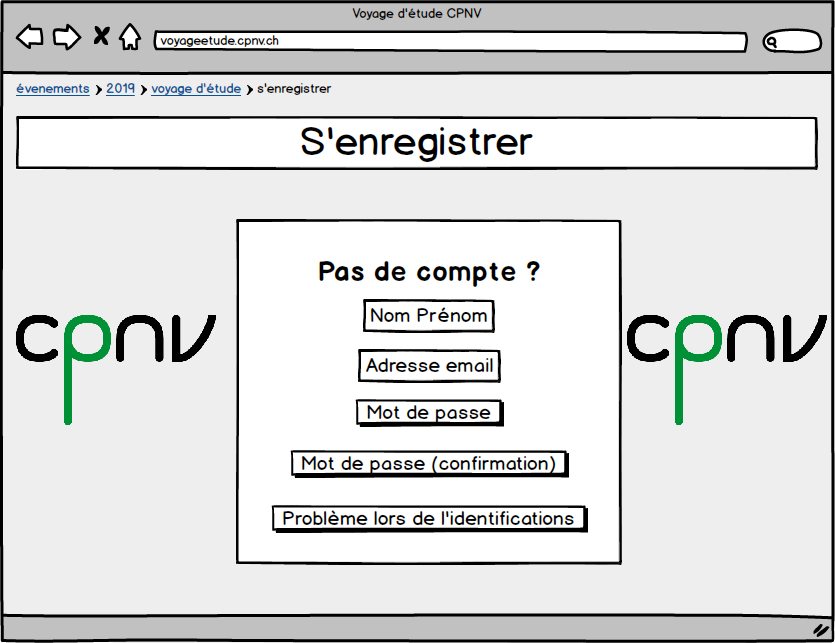 Voyage d'étude CPNV
voyageetude.cpnv.ch
évenements > 2019 > voyage d'étude > s'enregistrer
S'enregistrer
Pas de compte ?
Nom Prénom
cpnv
cpnv
Adresse email
Mot de passe
Mot de passe (confirmation)
Problème lors de l'identifications